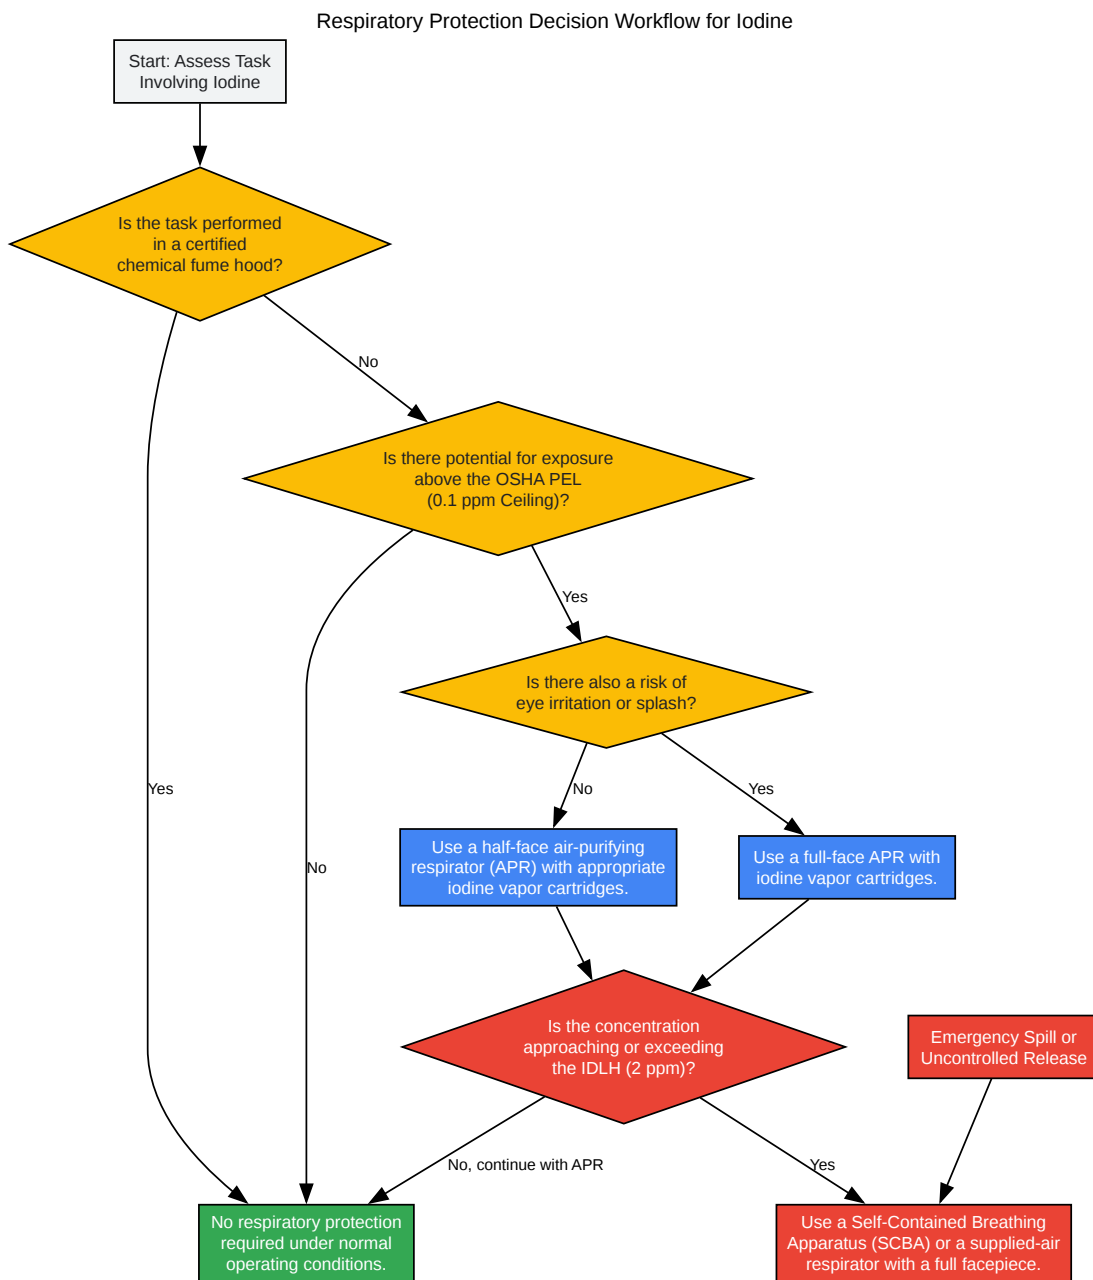 Respiratory Protection Decision Workflow for Iodine
Start: Assess Task
Involving Iodine
Is the task performed
in a certified
chemical fume hood?
No
Is there potential for exposure
above the OSHA PEL
(0.1 ppm Ceiling)?
Yes
Is there also a risk of
eye irritation or splash?
Yes
No
Yes
Use a half-face air-purifying
respirator (APR) with appropriate
iodine vapor cartridges.
Use a full-face APR with
iodine vapor cartridges.
No
Is the concentration
approaching or exceeding
the IDLH (2 ppm)?
Emergency Spill or
Uncontrolled Release
No, continue with APR
Yes
No respiratory protection
required under normal
operating conditions.
Use a Self-Contained Breathing
Apparatus (SCBA) or a supplied-air
respirator with a full facepiece.